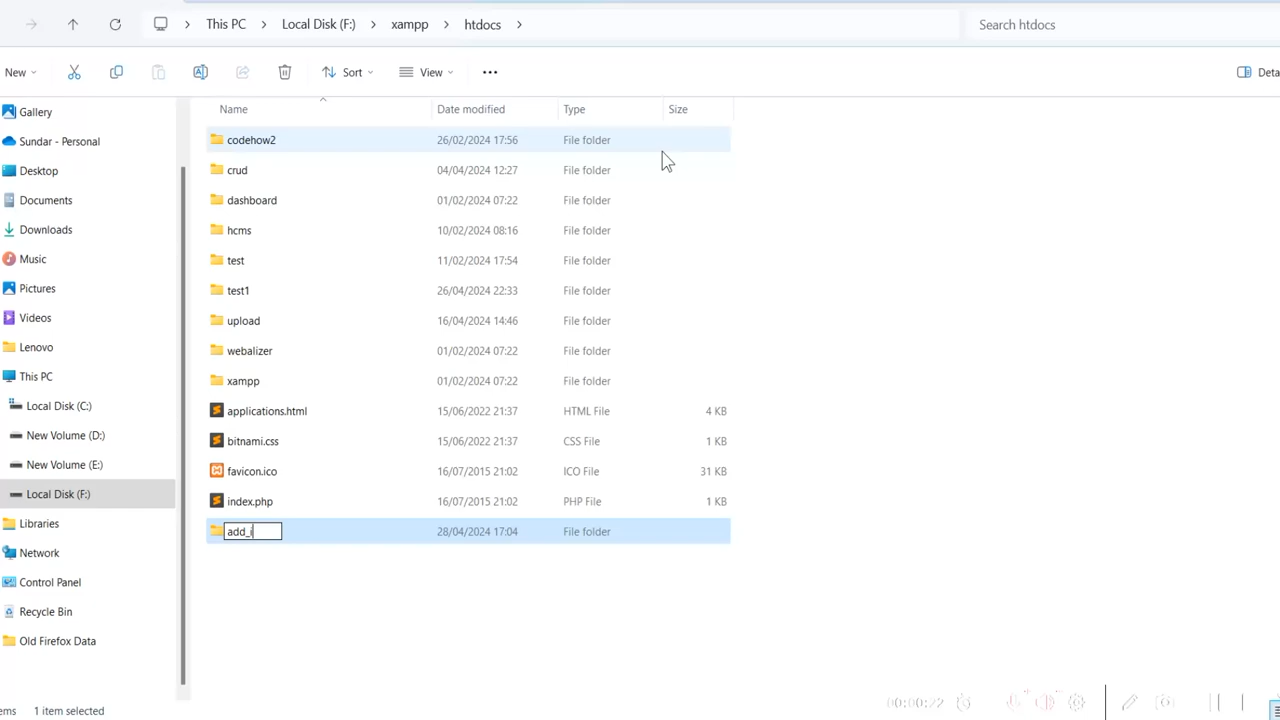 This PC > Local Disk (F:) > xampp > htdocs >
Search htdocs
New
Sort
View
Deta
Name
Date modified
Type
Size
Gallery
Sundar - Personal
Desktop
Documents
Downloads
Music
Pictures
Videos
Lenovo
This PC
Local Disk (C:)
New Volume (D:)
New Volume (E:)
Local Disk (F:)
Libraries
Network
Control Panel
Recycle Bin
Old Firefox Data
codehow2 26/02/2024 17:56 File folder
crud 04/04/2024 12:27 File folder
dashboard 01/02/2024 07:22 File folder
hcms 10/02/2024 08:16 File folder
test 11/02/2024 17:54 File folder
test1 26/04/2024 22:33 File folder
upload 16/04/2024 14:46 File folder
webalizer 01/02/2024 07:22 File folder
xampp 01/02/2024 07:22 File folder
applications.html 15/06/2022 21:37 HTML File 4 KB
bitnami.css 15/06/2022 21:37 CSS File 1 KB
favicon.ico 16/07/2015 21:02 ICO File 31 KB
index.php 16/07/2015 21:02 PHP File 1 KB
add_i 28/04/2024 17:04 File folder
ems 1 item selected
00:00:22